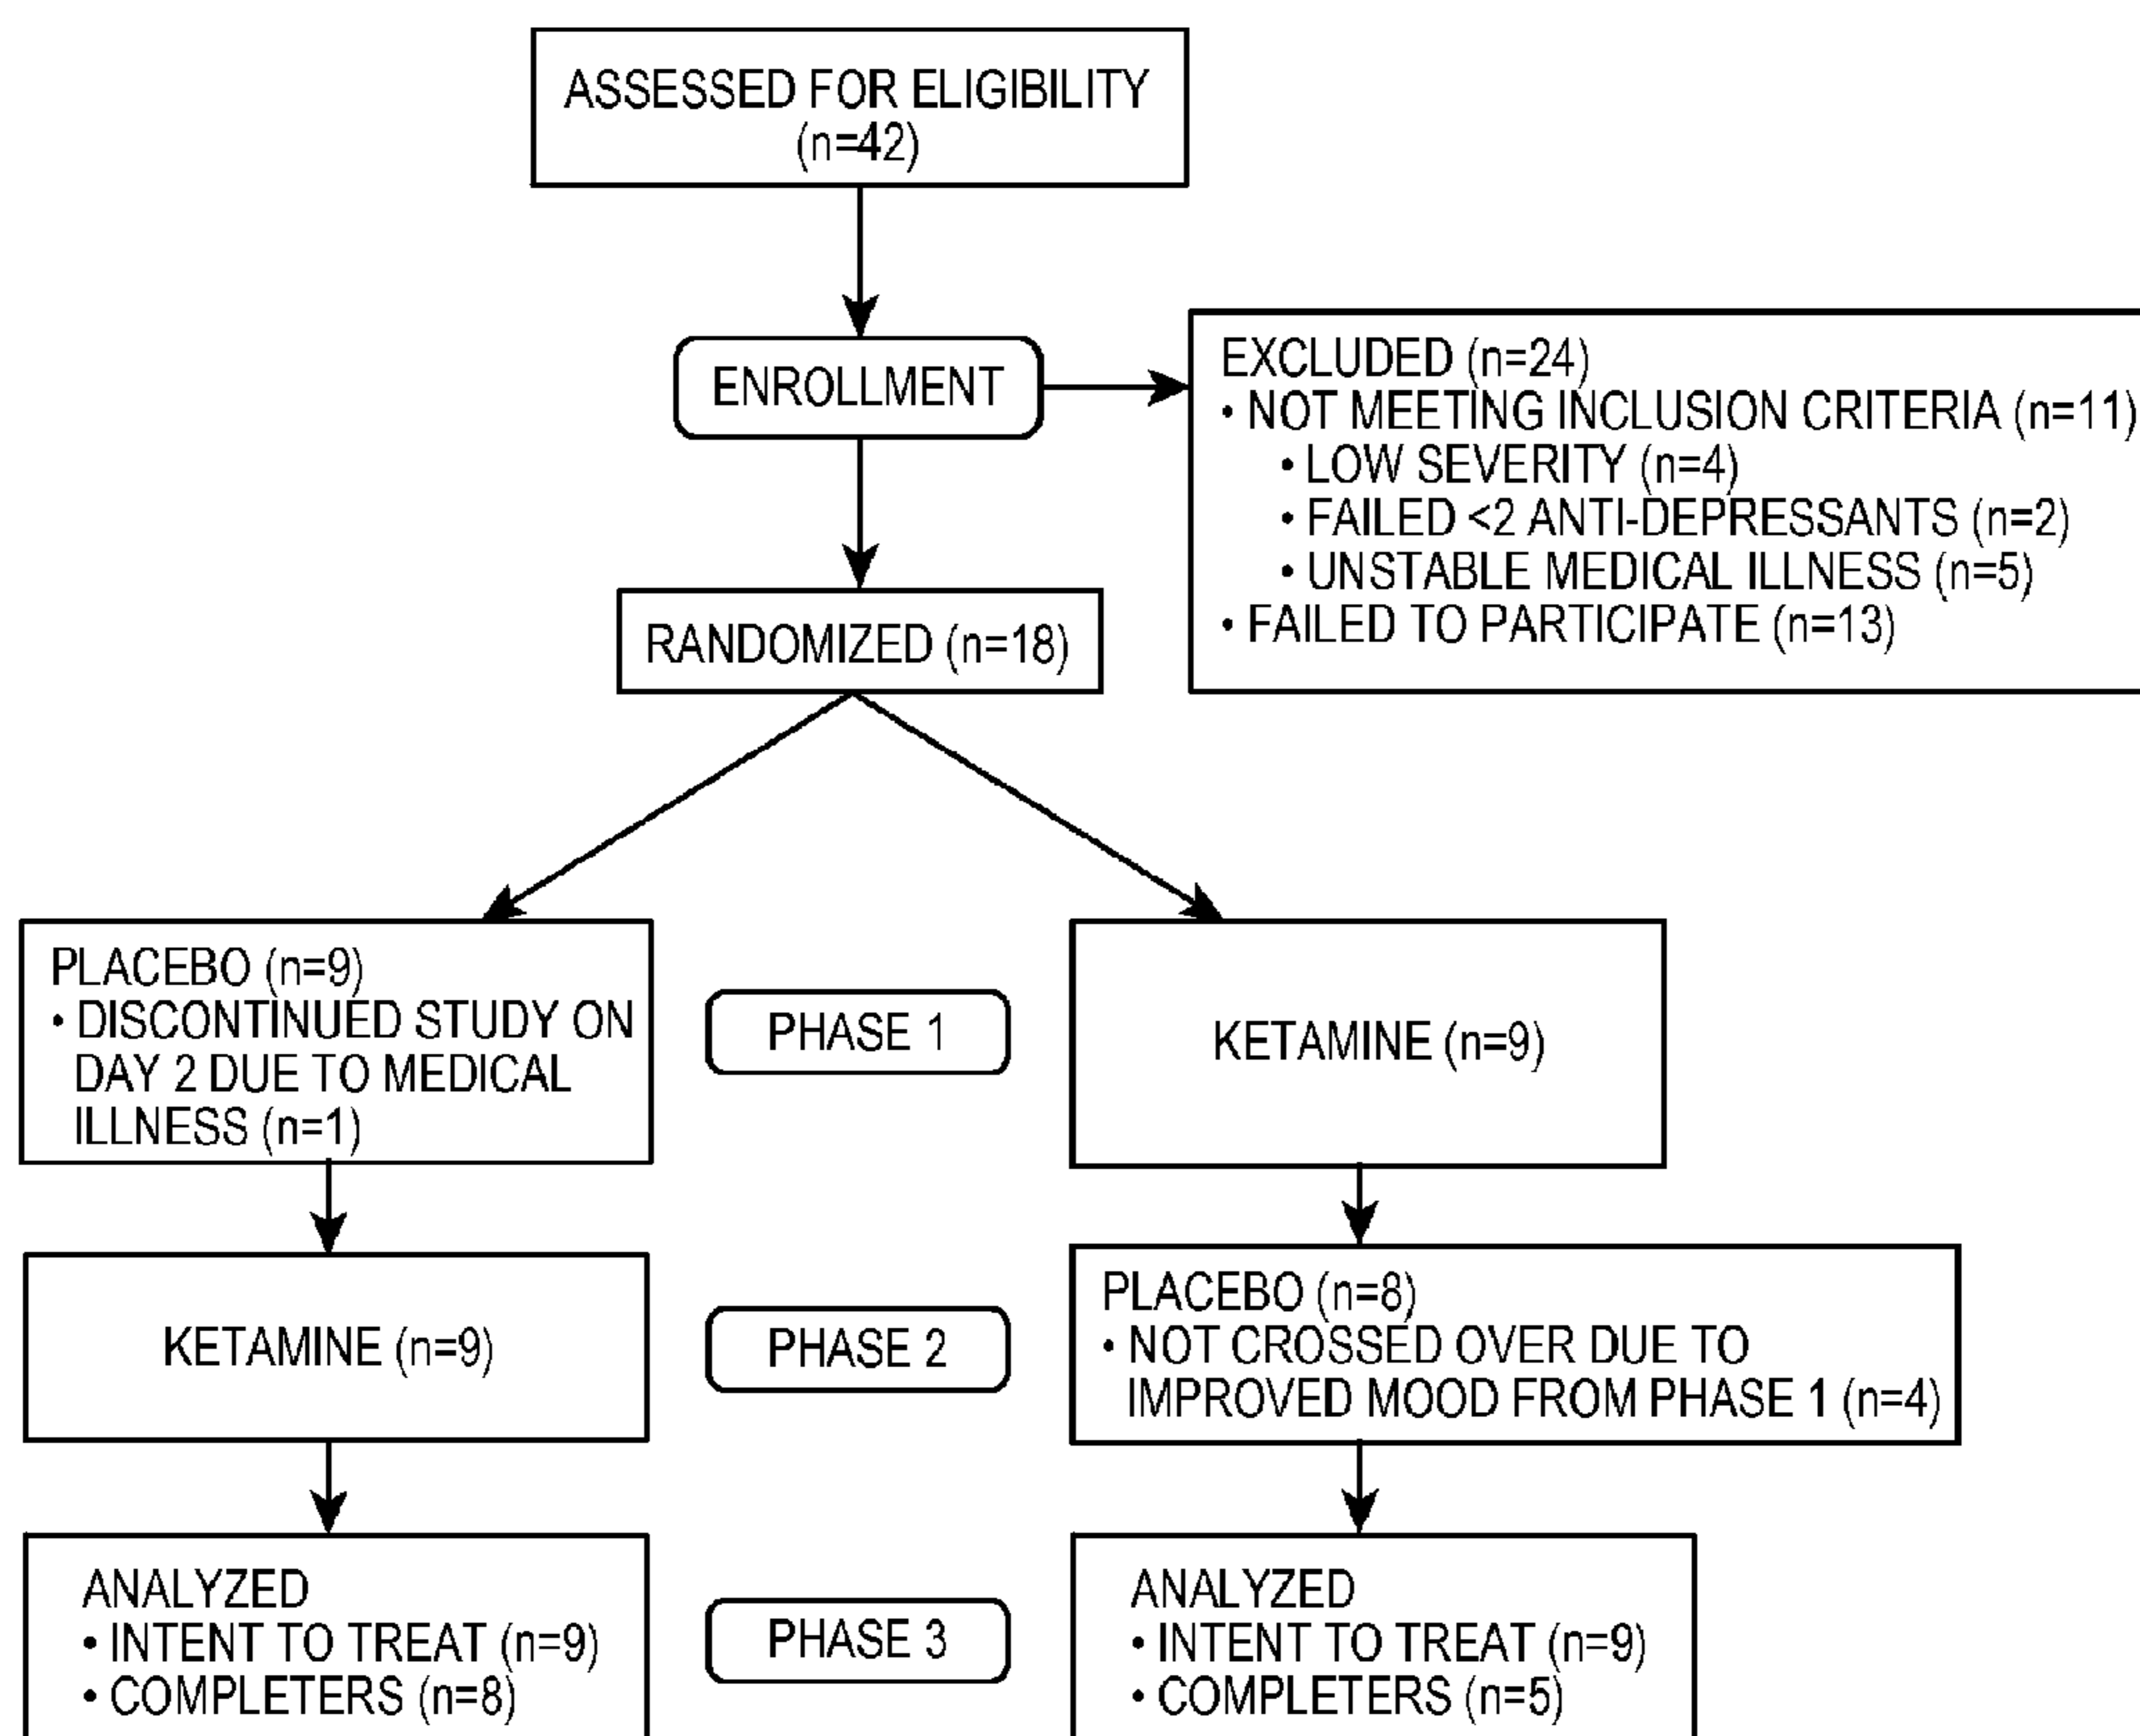 ASSESSED FOR ELIGIBILITY
(n=42)
ENROLLMENT
EXCLUDED (n=24)
• NOT MEETING INCLUSION CRITERIA (n=11)
• LOW SEVERITY (n=4)
• FAILED <2 ANTI-DEPRESSANTS (n=2)
• UNSTABLE MEDICAL ILLNESS (n=5)
• FAILED TO PARTICIPATE (n=13)
RANDOMIZED (n=18)
PLACEBO (n=9)
• DISCONTINUED STUDY ON
DAY 2 DUE TO MEDICAL
ILLNESS (n=1)
PHASE 1
KETAMINE (n=9)
KETAMINE (n=9)
PHASE 2
PLACEBO (n=8)
• NOT CROSSED OVER DUE TO
IMPROVED MOOD FROM PHASE 1 (n=4)
ANALYZED
• INTENT TO TREAT (n=9)
• COMPLETERS (n=8)
PHASE 3
ANALYZED
• INTENT TO TREAT (n=9)
• COMPLETERS (n=5)